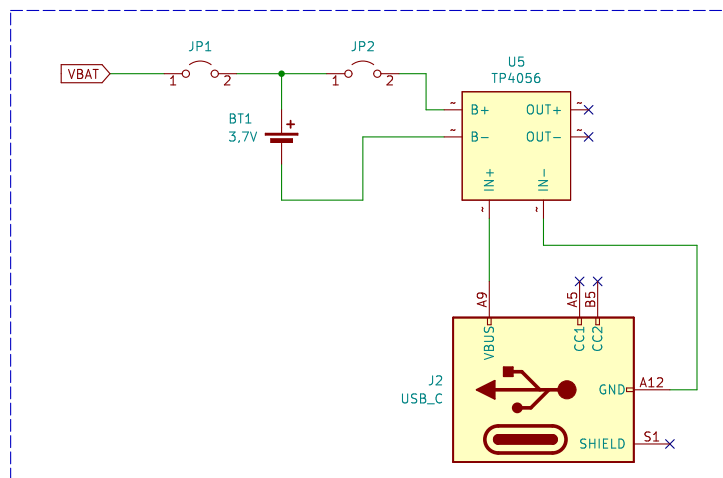 JP1
JP2
VBAT
1
2
1
2
U5
TP4056
BT1
3,7V
+
~
B+
OUT+
~
~
B-
OUT-
~
IN+
IN-
~
~
A9
A5
B5
VBUS
CC1
CC2
J2
USB_C
GND
A12
SHIELD
S1